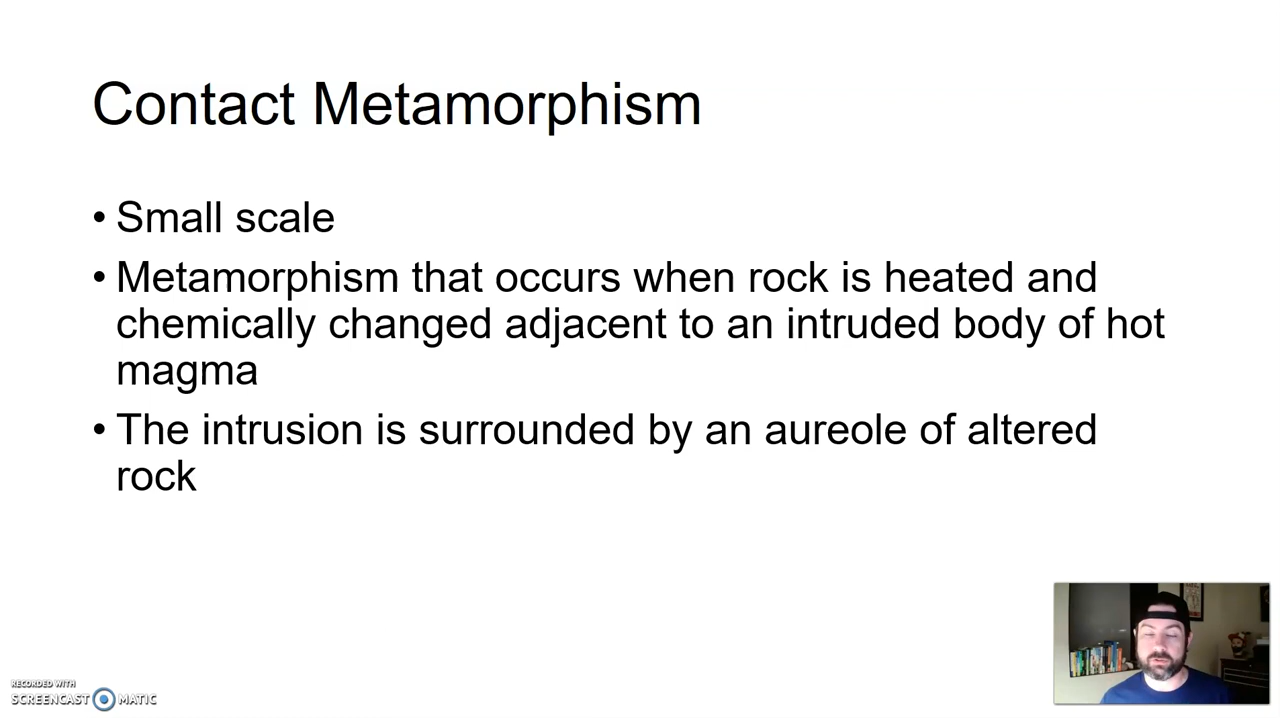 Contact Metamorphism
• Small scale
• Metamorphism that occurs when rock is heated and
chemically changed adjacent to an intruded body of hot
magma
• The intrusion is surrounded by an aureole of altered
rock
RECORDED WITH
SCREENCAST MATIC